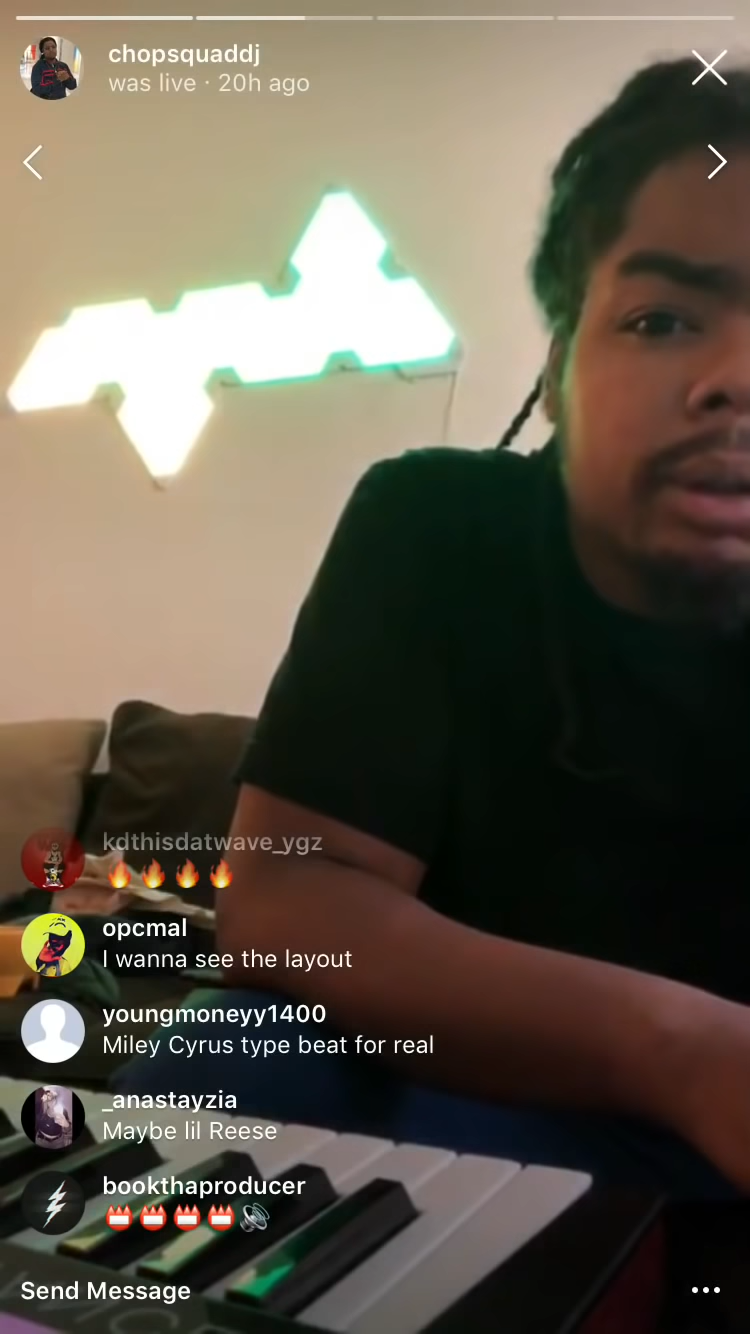 chopsquaddj
was live · 20h ago
kdthisdatwave_ygz
🔥 🔥 🔥 🔥
opcmal
I wanna see the layout
youngmoneyy1400
Miley Cyrus type beat for real
_anastayzia
Maybe lil Reese
bookthaproducer
📛📛📛📛🔊
Send Message